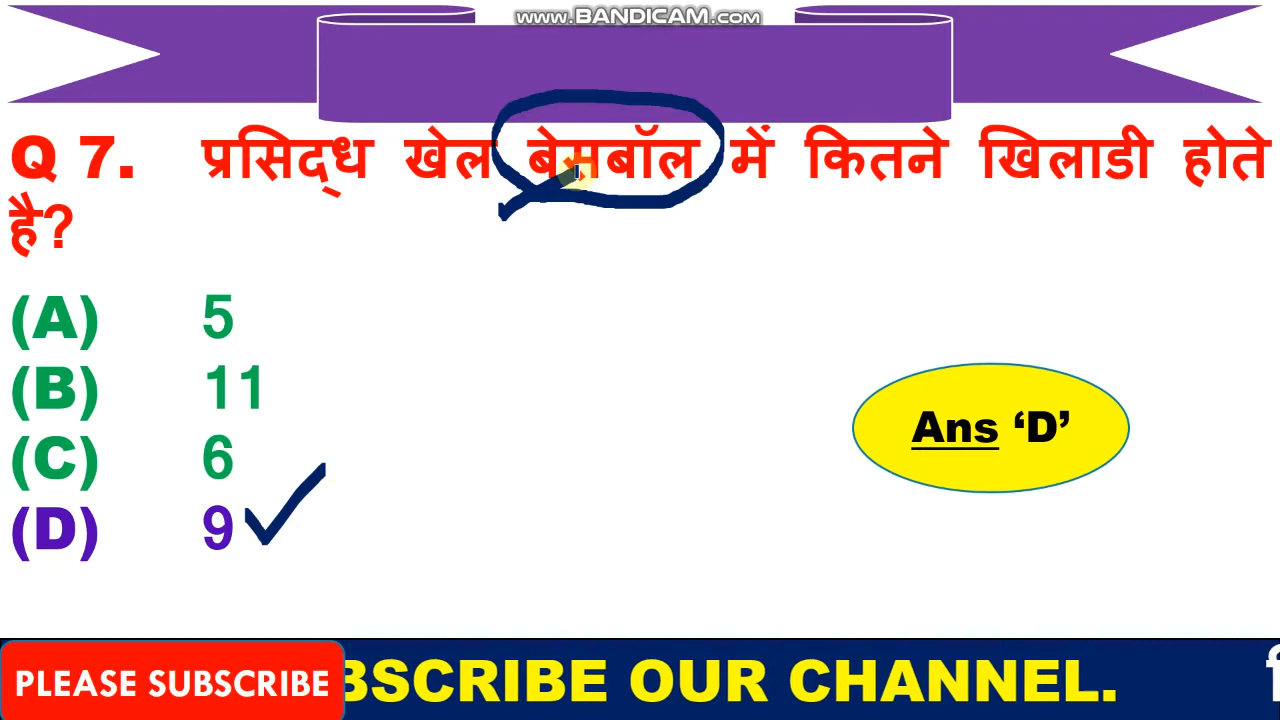 www.BANDICAM.com
Q 7. प्रसिद्ध खेल बेसबॉल में कितने खिलाडी होते
है?
(A) 5
(B) 11
(C) 6
(D) 9
Ans ‘D’
PLEASE SUBSCRIBE
BSCRIBE OUR CHANNEL.